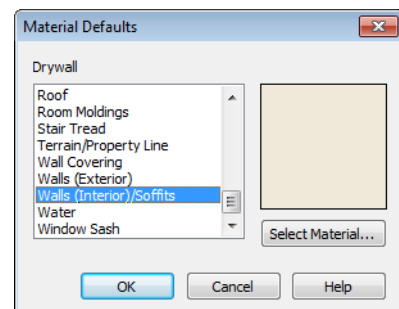 Material Defaults
Drywall
Roof
Room Moldings
Stair Tread
Terrain/Property Line
Wall Covering
Walls (Exterior)
Walls (Interior)/Soffits
Water
Window Sash
Select Material...
OK
Cancel
Help